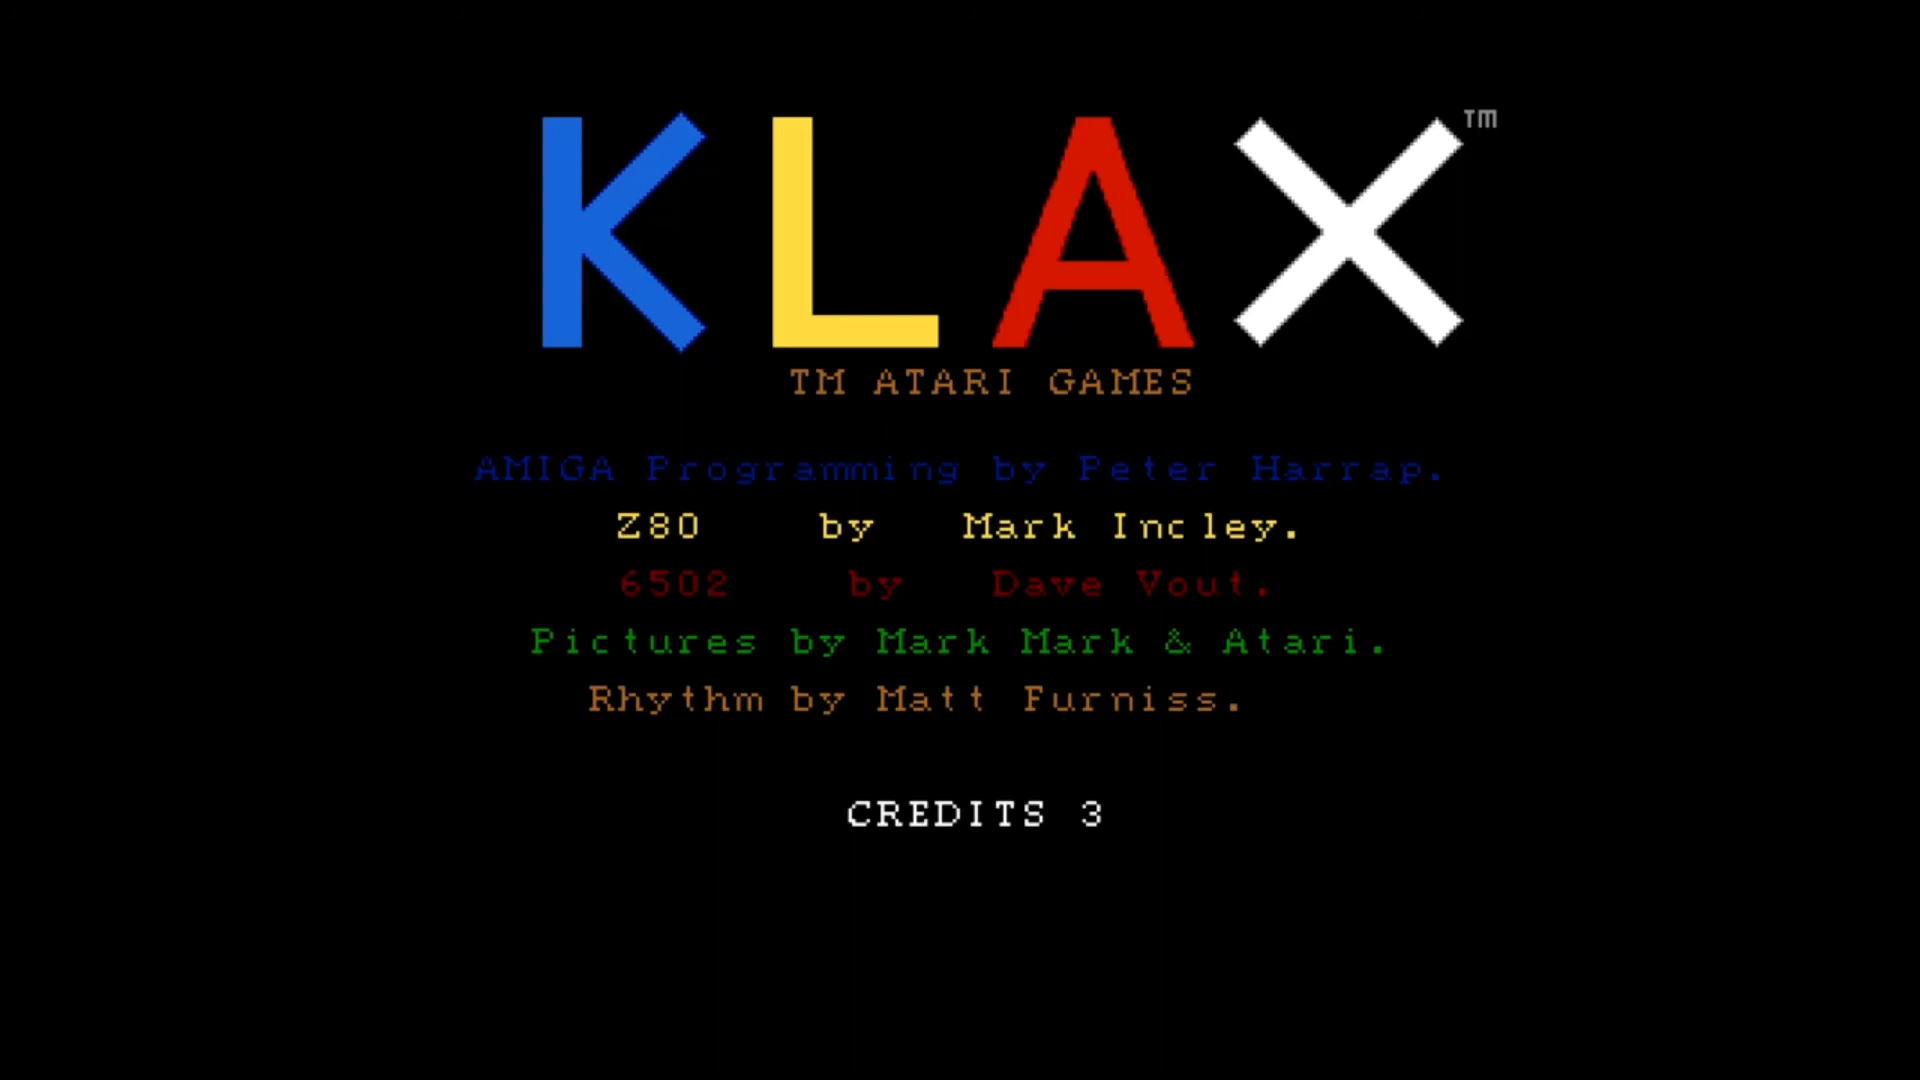 KLAX™
TM ATARI GAMES
AMIGA Programming by Peter Harrap.
Z80 by Mark Incley.
6502 by Dave Vout.
Pictures by Mark Mark & Atari.
Rhythm by Matt Furniss.
CREDITS 3